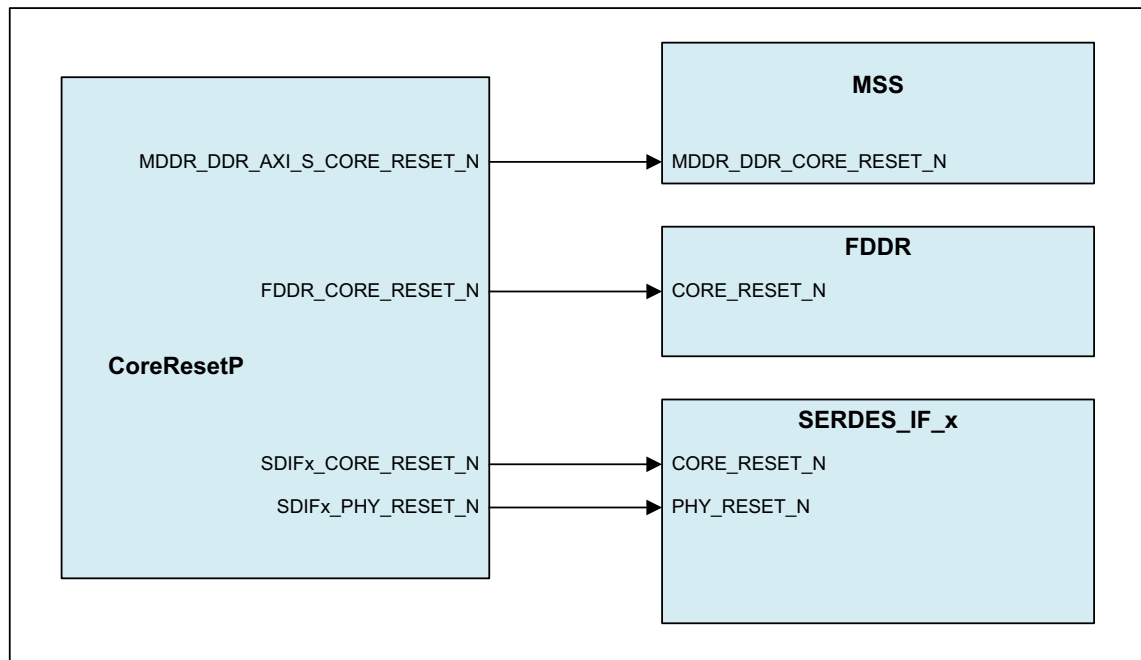 MSS
MDDR_DDR_AXI_S_CORE_RESET_N
MDDR_DDR_CORE_RESET_N
FDDR
FDDR_CORE_RESET_N
CORE_RESET_N
CoreResetP
SERDES_IF_x
SDIFx_CORE_RESET_N
CORE_RESET_N
SDIFx_PHY_RESET_N
PHY_RESET_N